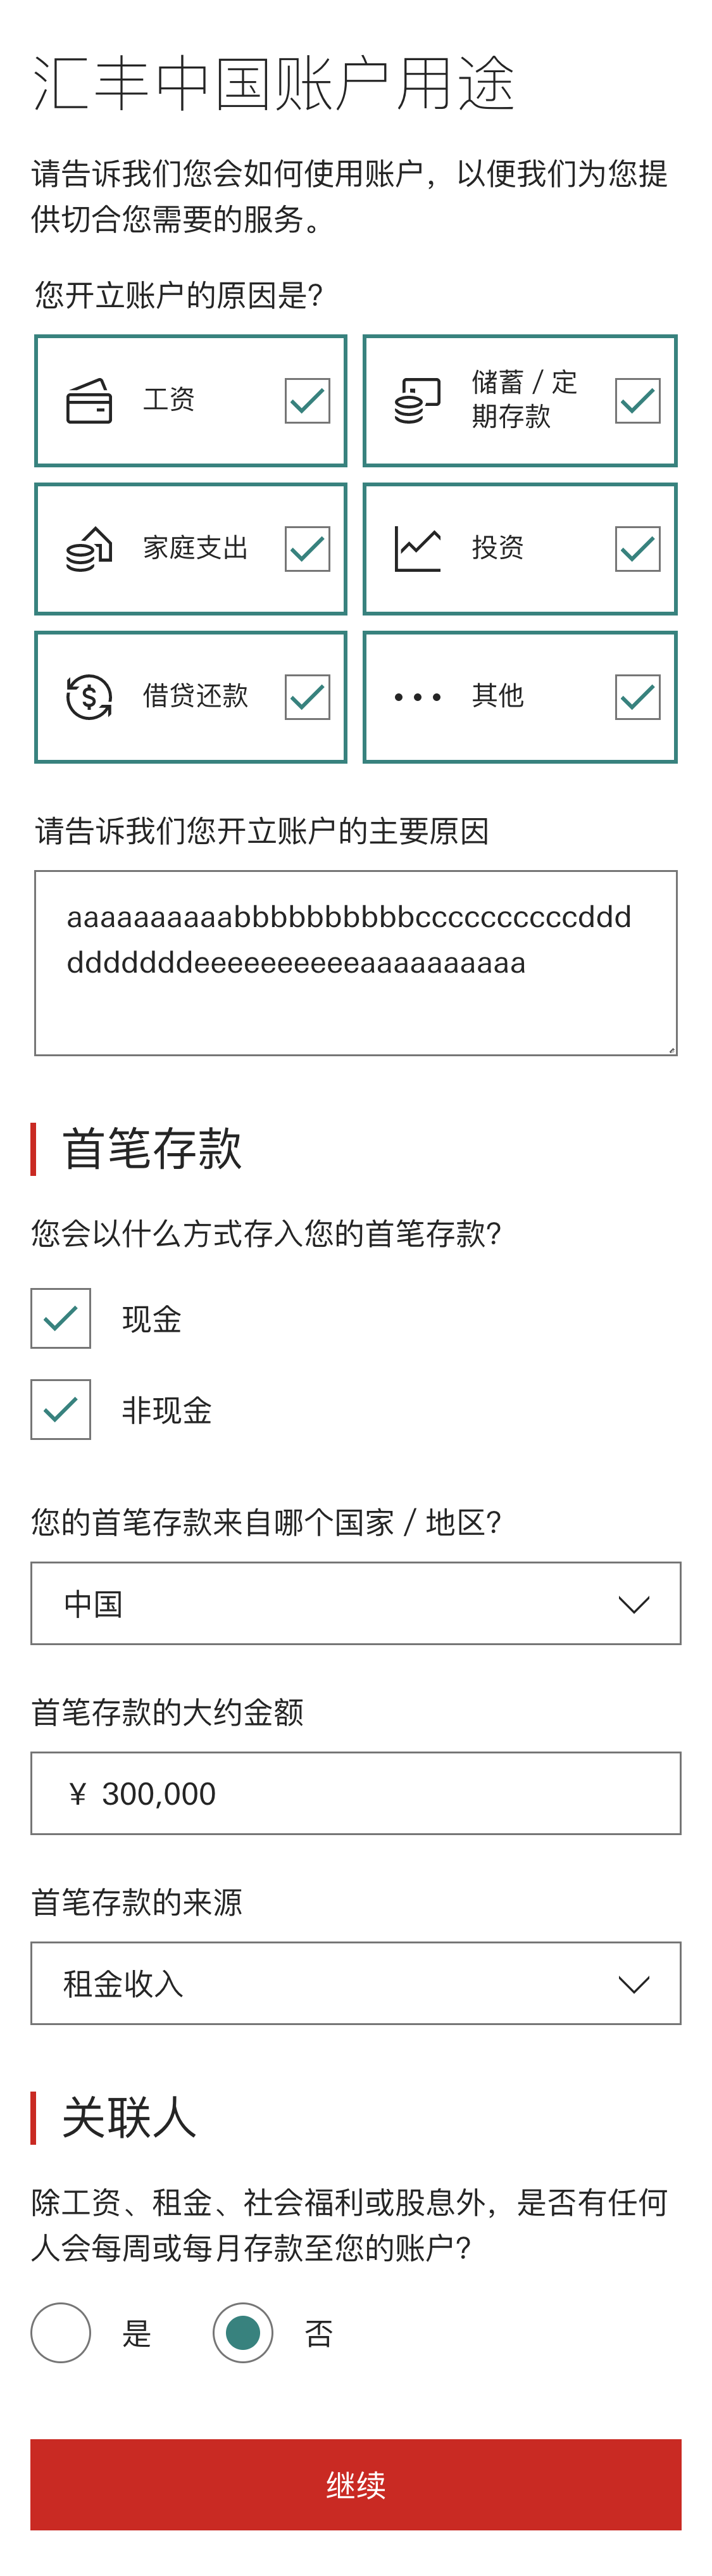 汇丰中国账户用途
请告诉我们您会如何使用账户，以便我们为您提
供切合您需要的服务。
您开立账户的原因是?
工资
储蓄 / 定
期存款
家庭支出
投资
借贷还款
其他
请告诉我们您开立账户的主要原因
aaaaaaaaaabbbbbbbbbbccccccccccddd
dddddddeeeeeeeeeeaaaaaaaaaa
首笔存款
您会以什么方式存入您的首笔存款?
现金
非现金
您的首笔存款来自哪个国家 / 地区?
中国
首笔存款的大约金额
¥ 300,000
首笔存款的来源
租金收入
关联人
除工资、租金、社会福利或股息外，是否有任何
人会每周或每月存款至您的账户?
是
否
继续